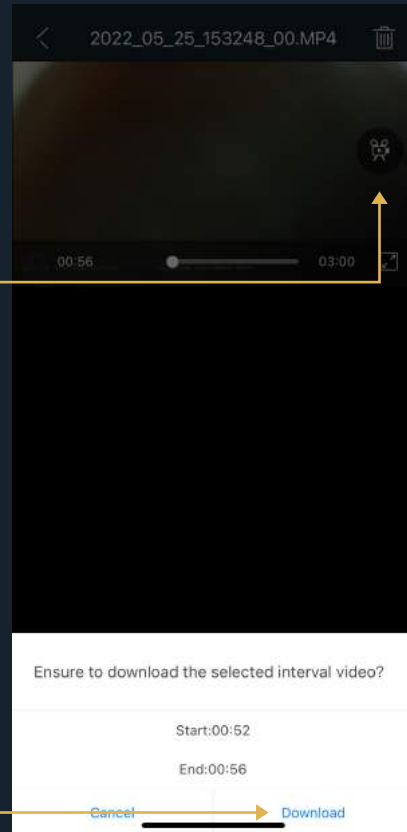 2022_05_25_153248_00.MP4
00:56 03:00
Ensure to download the selected interval video?
Start:00:52
End:00:56
Cancel Download